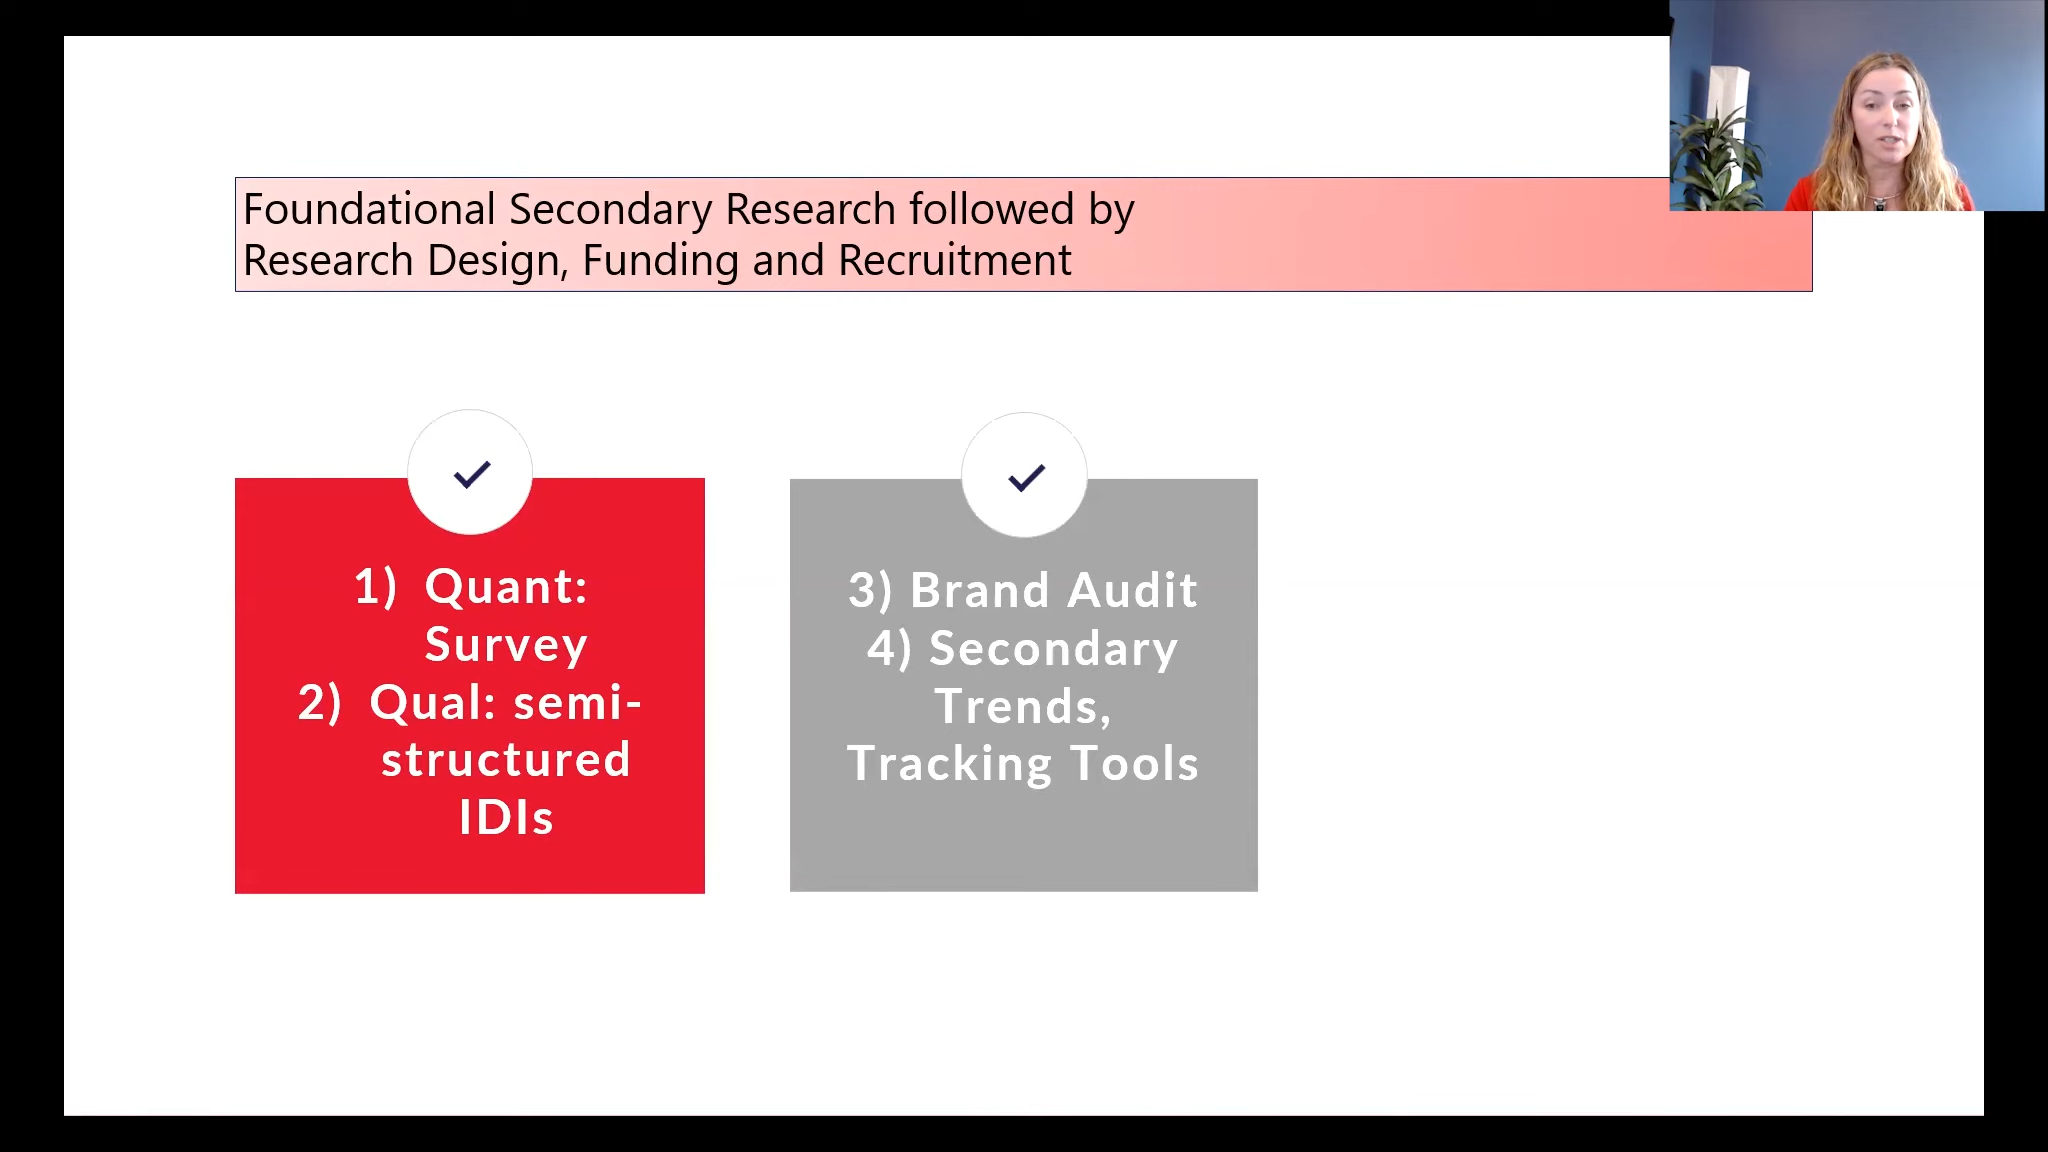 Foundational Secondary Research followed by
Research Design, Funding and Recruitment
1) Quant:
Survey
2) Qual: semi-
structured
IDIs
3) Brand Audit
4) Secondary
Trends,
Tracking Tools